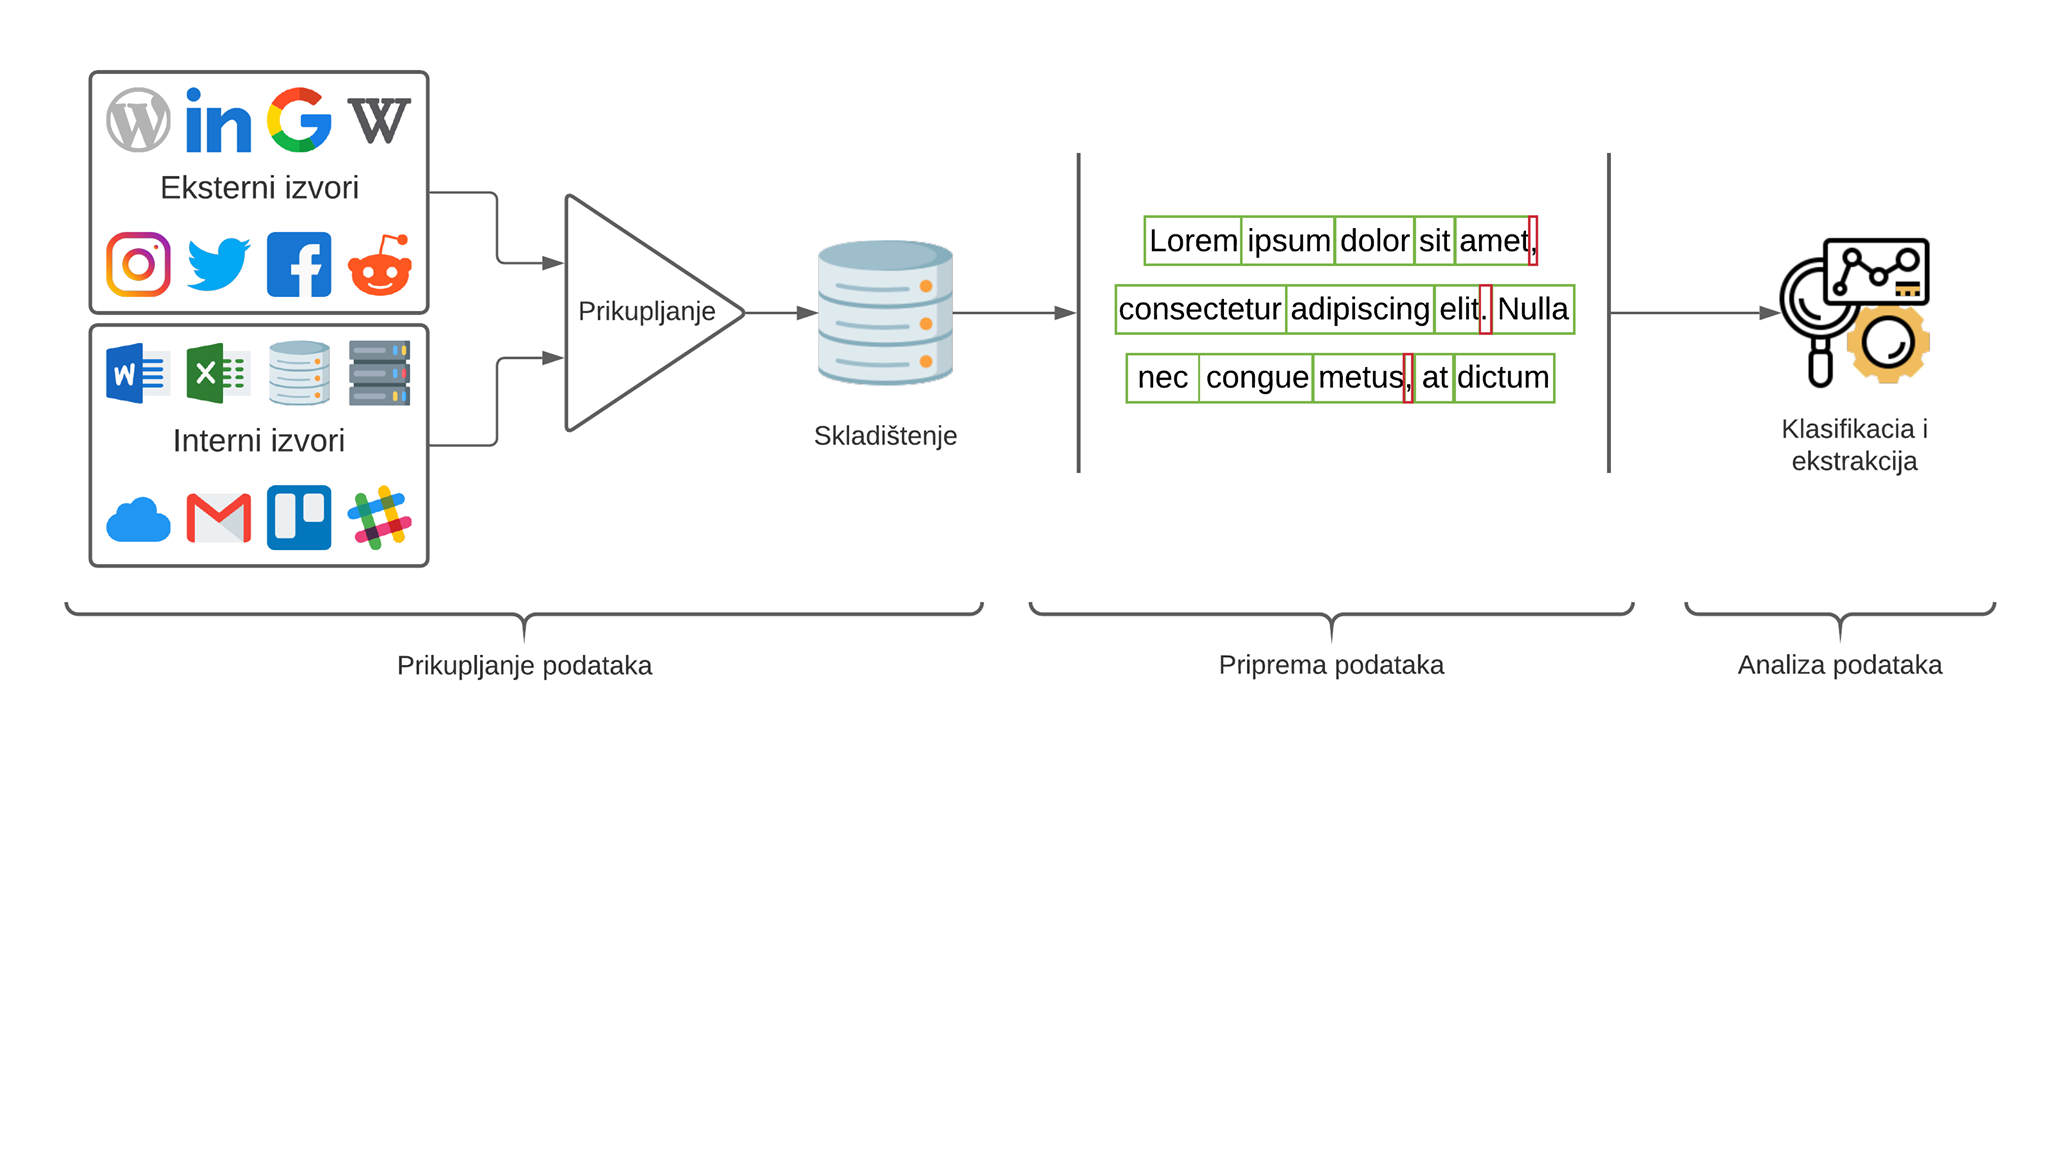 in
Eksterni izvori
W
X
Interni izvori
Prikupljanje
Skladištenje
Lorem ipsum dolor sit amet,
consectetur adipiscing elit. Nulla
nec congue metus, at dictum
Klasifikacia i
ekstrakcija
Prikupljanje podataka
Priprema podataka
Analiza podataka